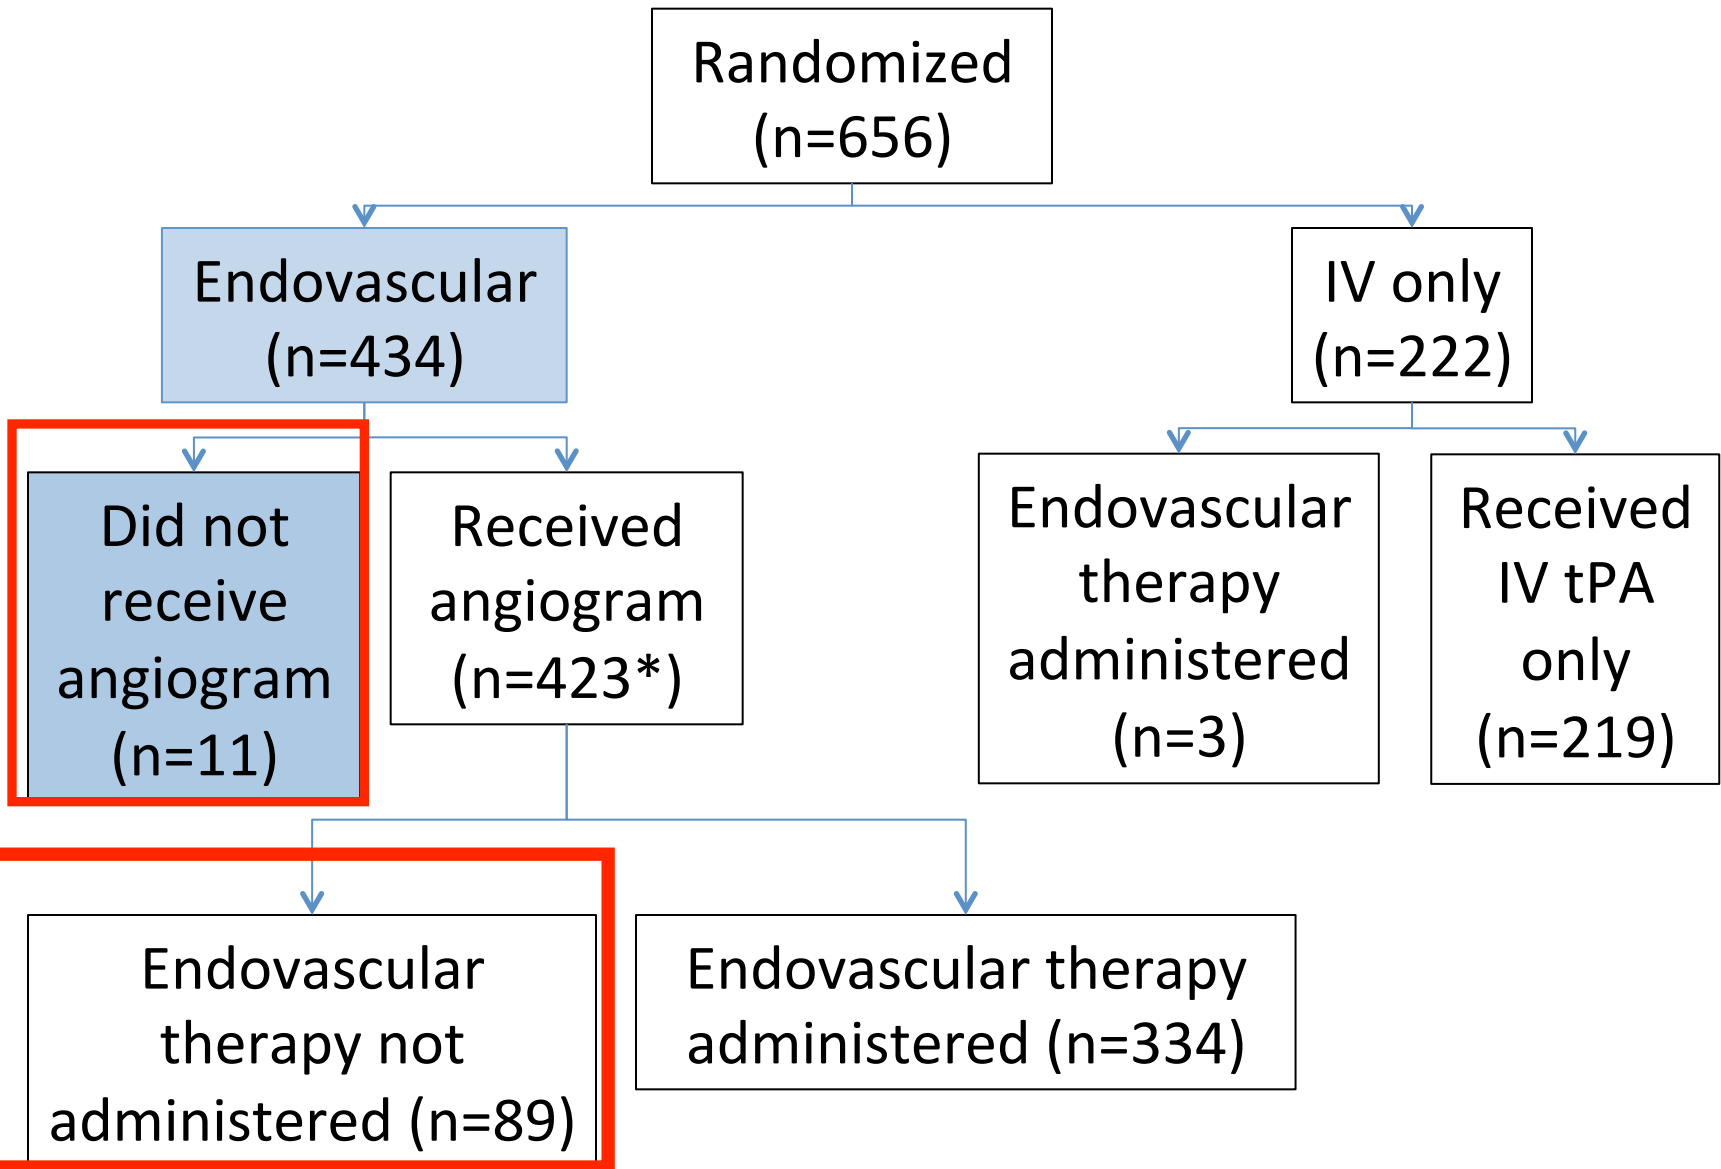 Randomized
(n=656)
Endovascular
(n=434)
IV only
(n=222)
Did not
receive
angiogram
(n=11)
Received
angiogram
(n=423*)
Endovascular
therapy
administered
(n=3)
Received
IV tPA
only
(n=219)
Endovascular
therapy not
administered (n=89)
Endovascular therapy
administered (n=334)